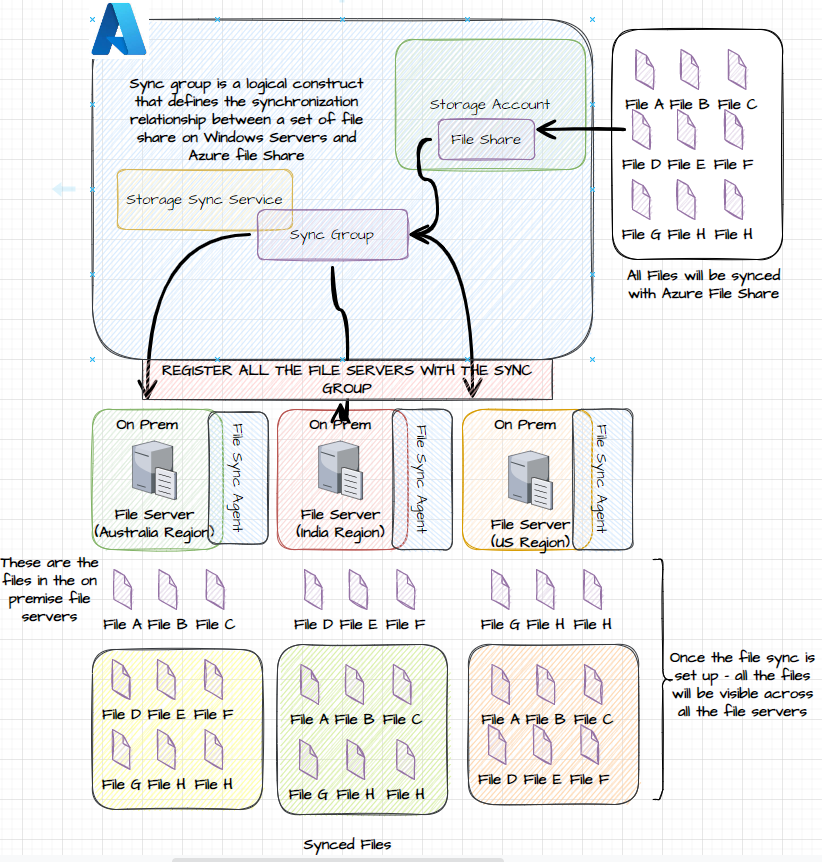 Sync group is a logical construct
that defines the synchronization
relationship between a set of file
share on Windows Servers and
Azure file Share
Storage Account
File Share
Storage Sync Service
Sync Group
File A File B File C
File D File E File F
File G File H File H
All Files will be synced
with Azure File Share
REGISTER ALL THE FILE SERVERS WITH THE SYNC
GROUP
On Prem
File Server
(Australia Region)
File Sync Agent
On Prem
File Server
(India Region)
File Sync Agent
On Prem
File Server
(US Region)
File Sync Agent
These are the
files in the on
premise file
servers
File A File B File C
File D File E File F
File G File H File H
File D File E File F
File G File H File H
File A File B File C
File G File H File H
File A File B File C
File D File E File F
Once the file sync is
set up - all the files
will be visible across
all the file servers
Synced Files